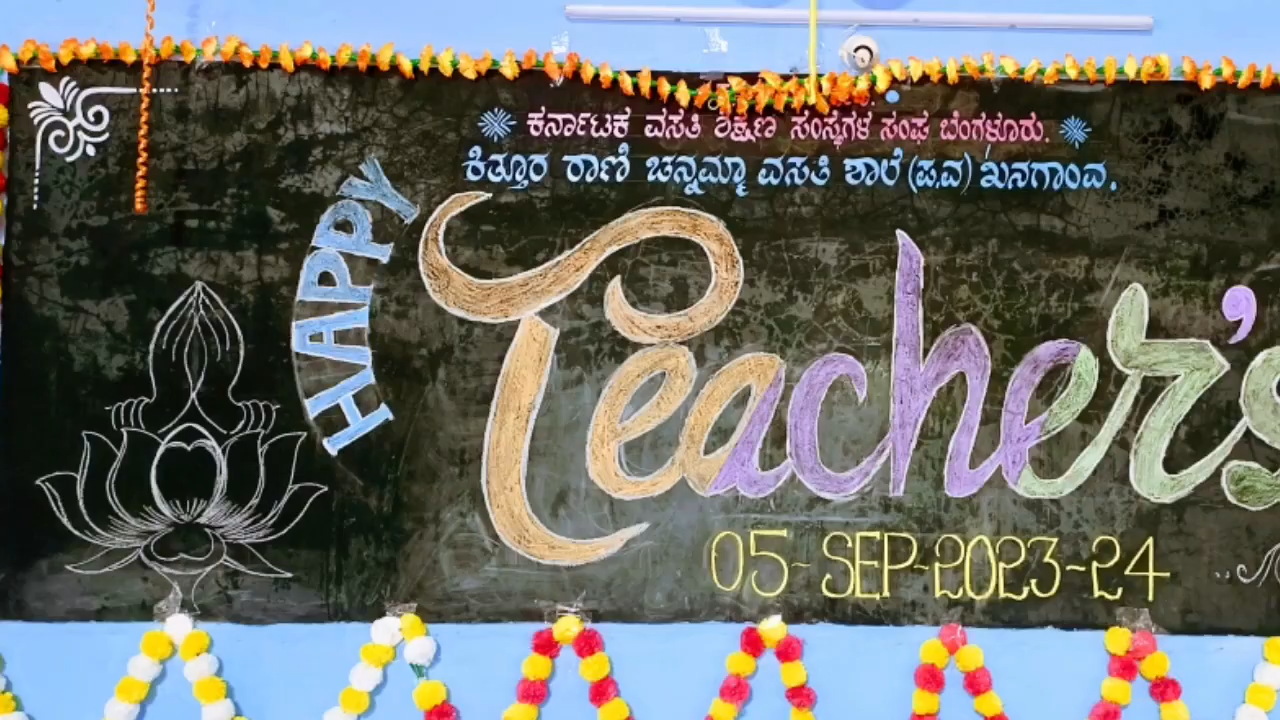 ಕರ್ನಾಟಕ ವಸತಿ ಶಿಕ್ಷಣ ಸಂಸ್ಥೆಗಳ ಸಂಘ ಬೆಂಗಳೂರು.
ಕಿತ್ತೂರ ರಾಣಿ ಚನ್ನಮ್ಮಾ ವಸತಿ ಶಾಲೆ (ಪ.ವ) ಖನಗಾಂವ.
HAPPY
Teacher's
05-SEP-2023-24